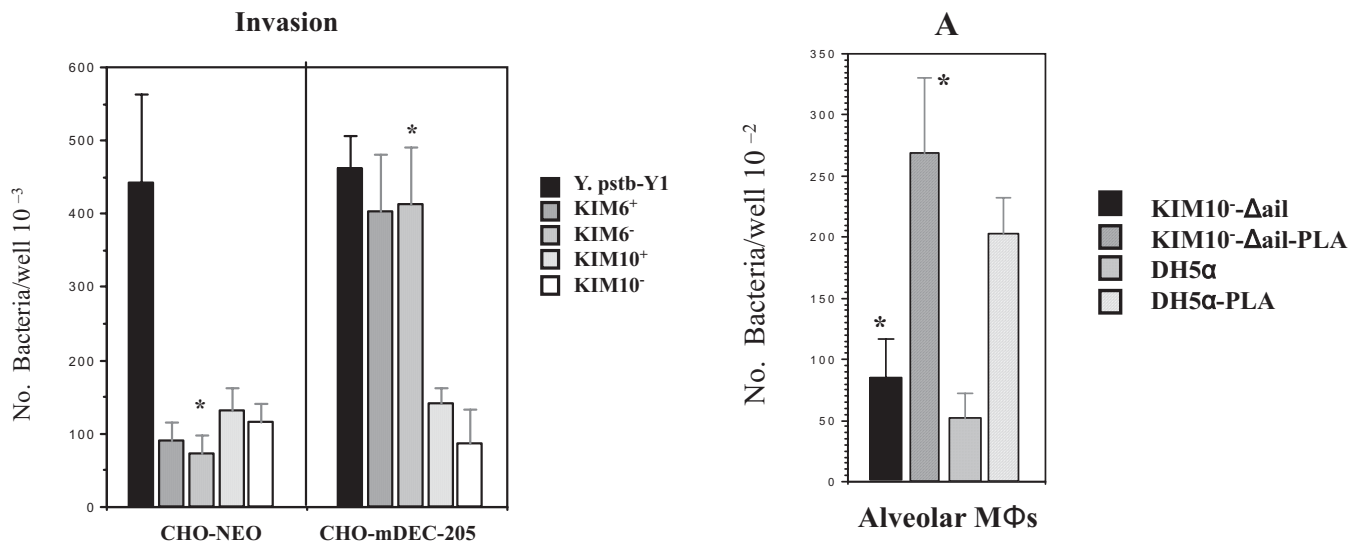 Invasion
No. Bacteria/well 10⁻³
600
500
450
400
300
200
100
0
*
*
CHO-NEO
CHO-mDEC-205
Y. pstb-Y1
KIM6⁺
KIM6⁻
KIM10⁺
KIM10⁻
A
No. Bacteria/well 10⁻²
350
300
250
200
150
100
50
0
*
*
Alveolar MΦs
KIM10⁻-Δail
KIM10⁻-Δail-PLA
DH5α
DH5α-PLA